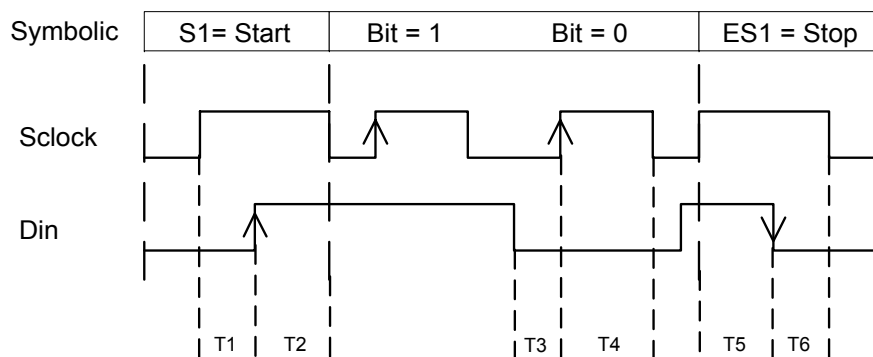 Symbolic S1= Start Bit = 1 Bit = 0 ES1 = Stop
Sclock
Din
T1 T2 T3 T4 T5 T6